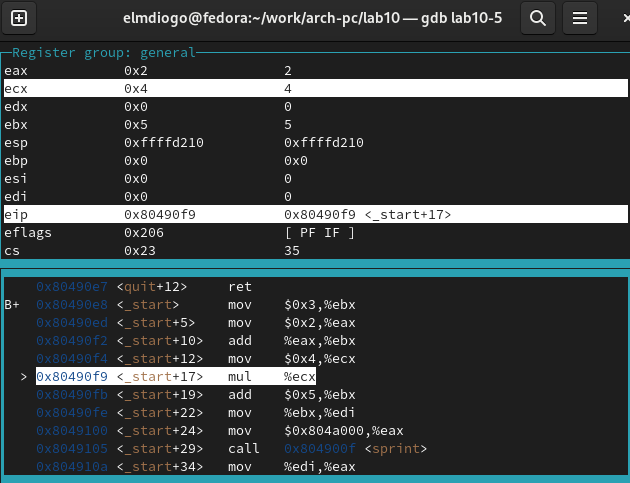 elmdiogo@fedora:~/work/arch-pc/lab10 — gdb lab10-5
Register group: general
eax 0x2 2
ecx 0x4 4
edx 0x0 0
ebx 0x5 5
esp 0xffffd210 0xffffd210
ebp 0x0 0x0
esi 0x0 0
edi 0x0 0
eip 0x80490f9 0x80490f9 <_start+17>
eflags 0x206 [ PF IF ]
cs 0x23 35
0x80490e7 <quit+12> ret
B+ 0x80490e8 <_start> mov $0x3,%ebx
0x80490ed <_start+5> mov $0x2,%eax
0x80490f2 <_start+10> add %eax,%ebx
0x80490f4 <_start+12> mov $0x4,%ecx
> 0x80490f9 <_start+17> mul %ecx
0x80490fb <_start+19> add $0x5,%ebx
0x80490fe <_start+22> mov %ebx,%edi
0x8049100 <_start+24> mov $0x804a000,%eax
0x8049105 <_start+29> call 0x804900f <sprint>
0x804910a <_start+34> mov %edi,%eax